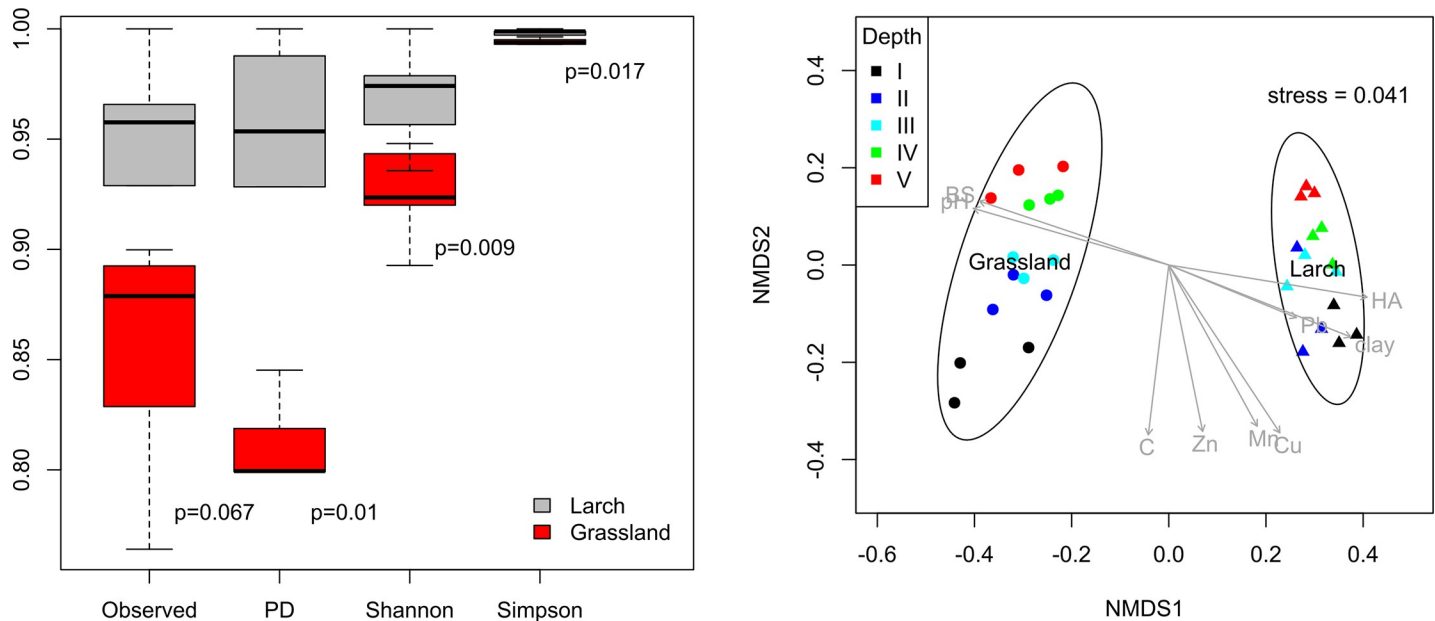 1.00
0.95
0.90
0.85
0.80
p=0.017
p=0.009
p=0.067
p=0.01
Larch
Grassland
Observed
PD
Shannon
Simpson
Depth
I
II
III
IV
V
stress = 0.041
NMDS2
0.4
0.2
0.0
-0.2
-0.4
BS
pH
Grassland
Larch
HA
Pb
clay
C
Zn
Mn
Cu
-0.6
-0.4
-0.2
0.0
0.2
0.4
NMDS1